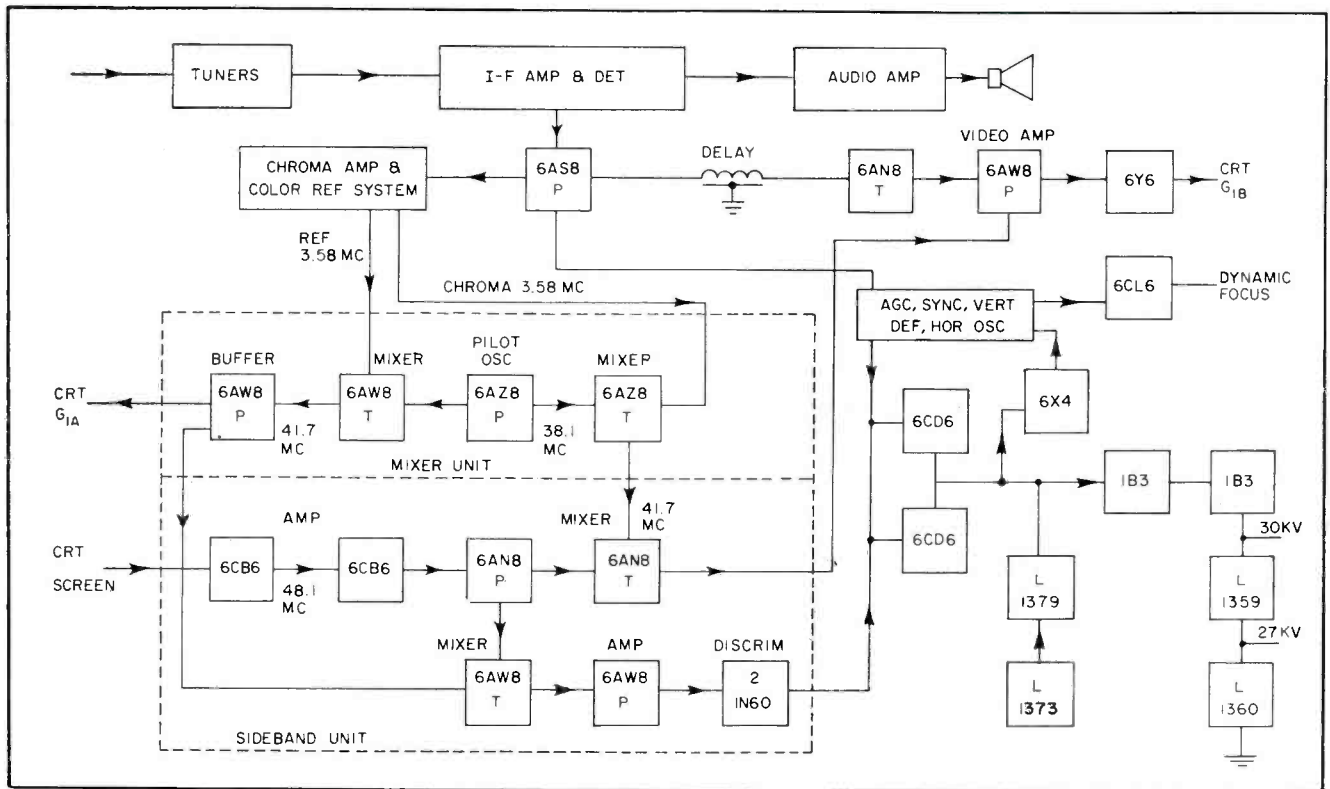 TUNERS
I-F AMP & DET
AUDIO AMP
CHROMA AMP &
COLOR REF SYSTEM
6AS8
P
DELAY
6AN8
T
VIDEO AMP
6AW8
P
6Y6
CRT
G1B
REF
3.58 MC
CHROMA 3.58 MC
AGC, SYNC, VERT
DEF, HOR OSC
6CL6
DYNAMIC
FOCUS
BUFFER
6AW8
P
CRT
G1A
41.7
MC
MIXER
6AW8
T
PILOT
OSC
6AZ8
P
38.1
MC
MIXER
6AZ8
T
MIXER UNIT
6X4
6CD6
6CD6
1B3
1B3
30KV
L
1379
L
1359
27KV
L
1373
L
1360
AMP
CRT
SCREEN
6CB6
48.1
MC
6CB6
6AN8
P
MIXER
41.7
MC
6AN8
T
MIXER
6AW8
T
AMP
6AW8
P
DISCRIM
2
IN60
SIDEBAND UNIT